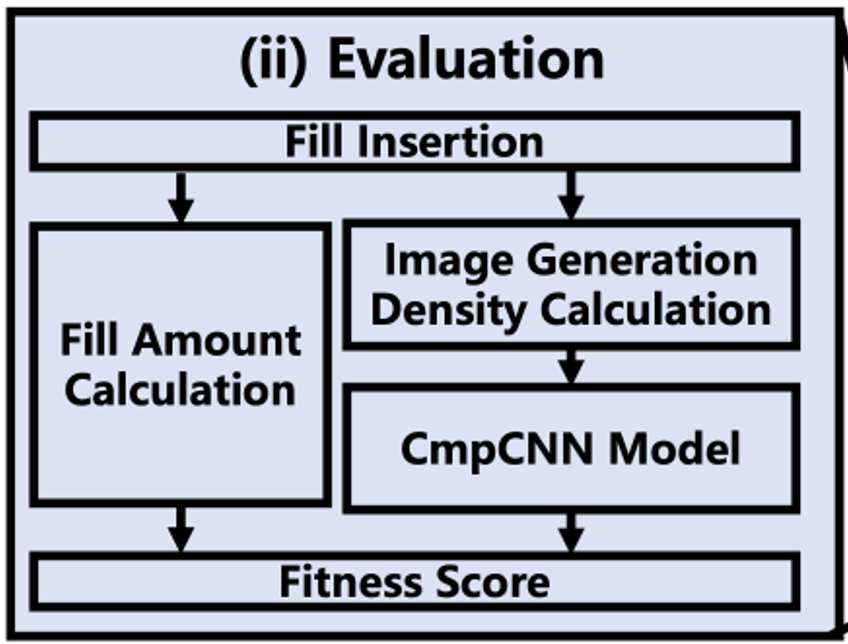 (ii) Evaluation
Fill Insertion
Fill Amount
Calculation
Image Generation
Density Calculation
CmpCNN Model
Fitness Score